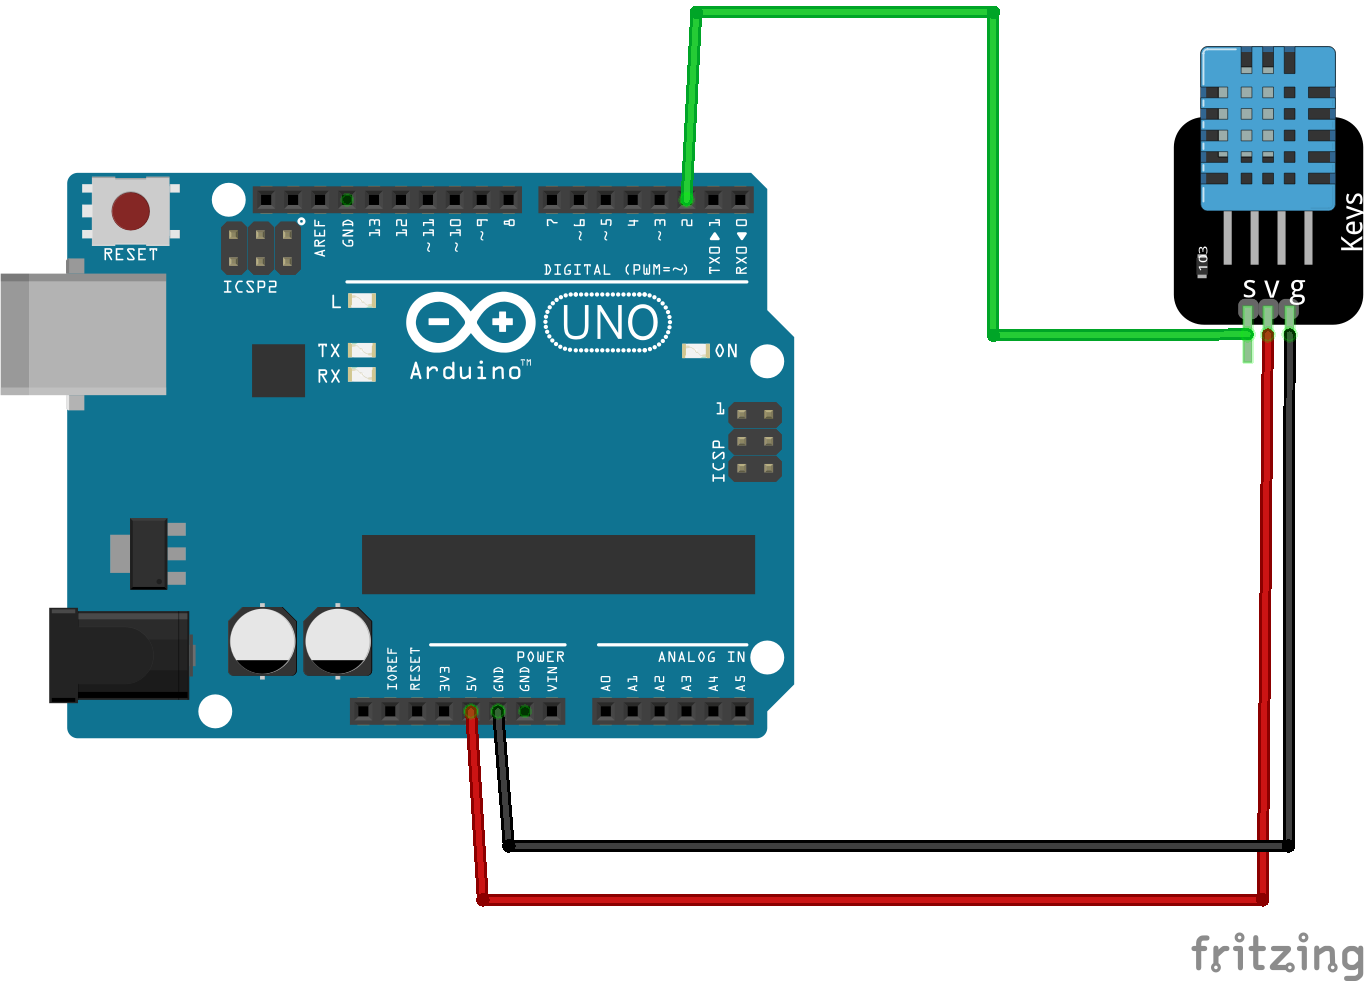 RESET
ICSP2
AREF
GND
13
12
~11
~10
~9
8
7
~6
~5
4
~3
2
TX0▶1
RX0◀0
DIGITAL (PWM=~)
L
TX
RX
Arduino™
UNO
ON
1
ICSP
103
Keys
s v g
IOREF
RESET
3V3
5V
GND
GND
VIN
POWER
ANALOG IN
A0
A1
A2
A3
A4
A5
fritzing